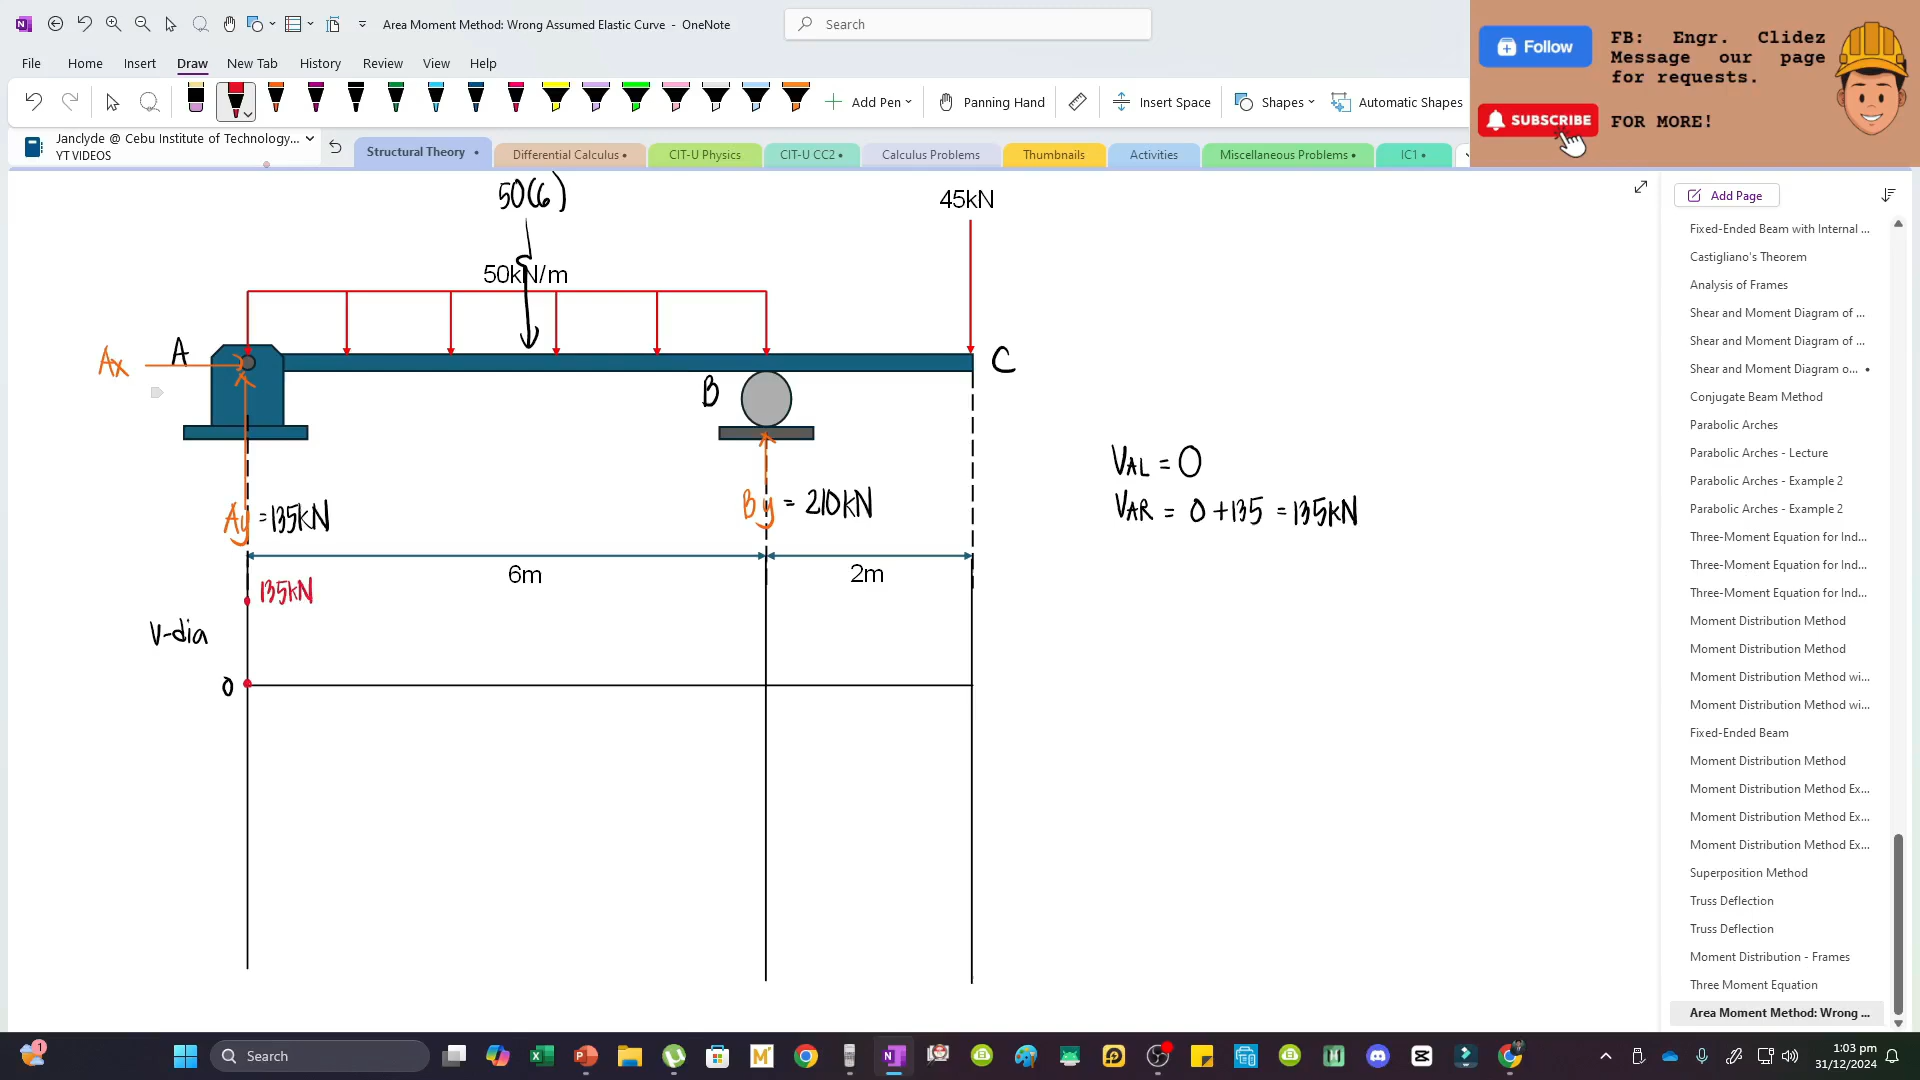 Area Moment Method: Wrong Assumed Elastic Curve - OneNote
Search
File Home Insert Draw New Tab History Review View Help
Add Pen
Panning Hand
Insert Space
Shapes
Automatic Shapes
Follow
FB: Engr. Clidez
Message our page
for requests.
SUBSCRIBE
FOR MORE!
Janclyde @ Cebu Institute of Technology...
YT VIDEOS
Structural Theory
Differential Calculus
CIT-U Physics
CIT-U CC2
Calculus Problems
Thumbnails
Activities
Miscellaneous Problems
IC1
50(6)
45kN
50kN/m
Ax
A
B
C
Ay = 135kN
By = 210kN
6m
2m
135kN
V-dia
0
VAL = 0
VAR = 0 + 135 = 135kN
Add Page
Fixed-Ended Beam with Internal ...
Castigliano's Theorem
Analysis of Frames
Shear and Moment Diagram of ...
Shear and Moment Diagram of ...
Shear and Moment Diagram o...
Conjugate Beam Method
Parabolic Arches
Parabolic Arches - Lecture
Parabolic Arches - Example 2
Parabolic Arches - Example 2
Three-Moment Equation for Ind...
Three-Moment Equation for Ind...
Three-Moment Equation for Ind...
Moment Distribution Method
Moment Distribution Method
Moment Distribution Method wi...
Moment Distribution Method wi...
Fixed-Ended Beam
Moment Distribution Method
Moment Distribution Method Ex...
Moment Distribution Method Ex...
Moment Distribution Method Ex...
Superposition Method
Truss Deflection
Truss Deflection
Moment Distribution - Frames
Three Moment Equation
Area Moment Method: Wrong ...
1
Search
1:03 pm
31/12/2024